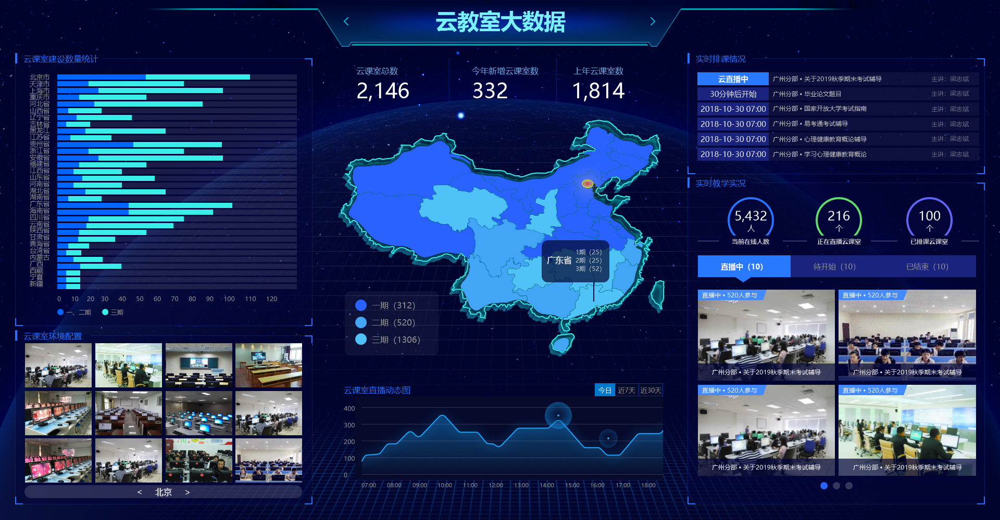 云教室大数据
云课室建设数量统计
北京市
天津市
上海市
重庆市
河北省
山西省
辽宁省
吉林省
黑龙江
江苏省
贵州省
浙江省
安徽省
福建省
江西省
山东省
河南省
湖北省
湖南省
广东省
海南省
四川省
云南省
陕西省
甘肃省
青海省
台湾省
内蒙古
广西
西藏
宁夏
新疆
0 10 20 30 40 50 60 70 80 90 100 110 120
一、二期 三期
云课室环境配置
< 北京 >
云课室总数
2,146
今年新增云课室数
332
上年云课室数
1,814
广东省
1期（25）
2期（25）
3期（52）
一期（312）
二期（520）
三期（1306）
云课室直播动态图
今日 近7天 近30天
400
300
200
100
0
07:00 08:00 09:00 10:00 11:00 12:00 13:00 14:00 15:00 16:00 17:00 18:00
实时排课情况
云直播中 广州分部 • 关于2019秋季期末考试辅导 主讲：梁志斌
30分钟后开始 广州分部 • 毕业论文题目 主讲：梁志斌
2018-10-30 07:00 广州分部 • 国家开放大学考试指南 主讲：梁志斌
2018-10-30 07:00 广州分部 • 易考通考试辅导 主讲：梁志斌
2018-10-30 07:00 广州分部 • 心理健康教育概论辅导 主讲：梁志斌
2018-10-30 07:00 广州分部 • 学习心理健康教育概论 主讲：梁志斌
实时教学实况
5,432
人
当前在线人数
216
个
正在直播云课室
100
个
已排课云课室
直播中（10） 待开始（10） 已结束（10）
直播中 • 520人参与
广州分部 • 关于2019秋季期末考试辅导
直播中 • 520人参与
广州分部 • 关于2019秋季期末考试辅导
直播中 • 520人参与
广州分部 • 关于2019秋季期末考试辅导
直播中 • 520人参与
广州分部 • 关于2019秋季期末考试辅导